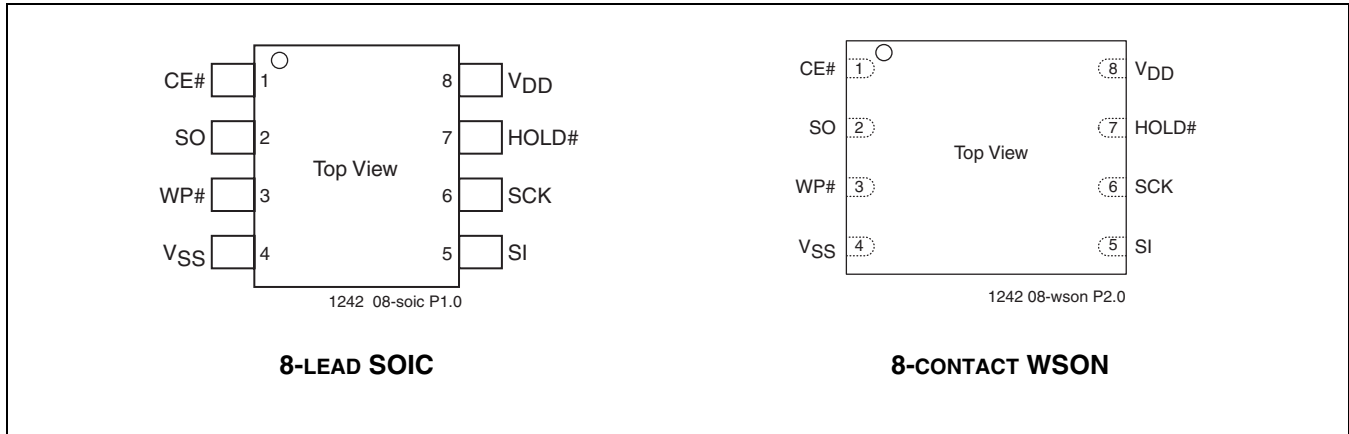 CE# 1 8 VDD
SO 2 7 HOLD#
Top View
WP# 3 6 SCK
VSS 4 5 SI
1242 08-soic P1.0
8-LEAD SOIC
CE# 1 8 VDD
SO 2 7 HOLD#
Top View
WP# 3 6 SCK
VSS 4 5 SI
1242 08-wson P2.0
8-CONTACT WSON